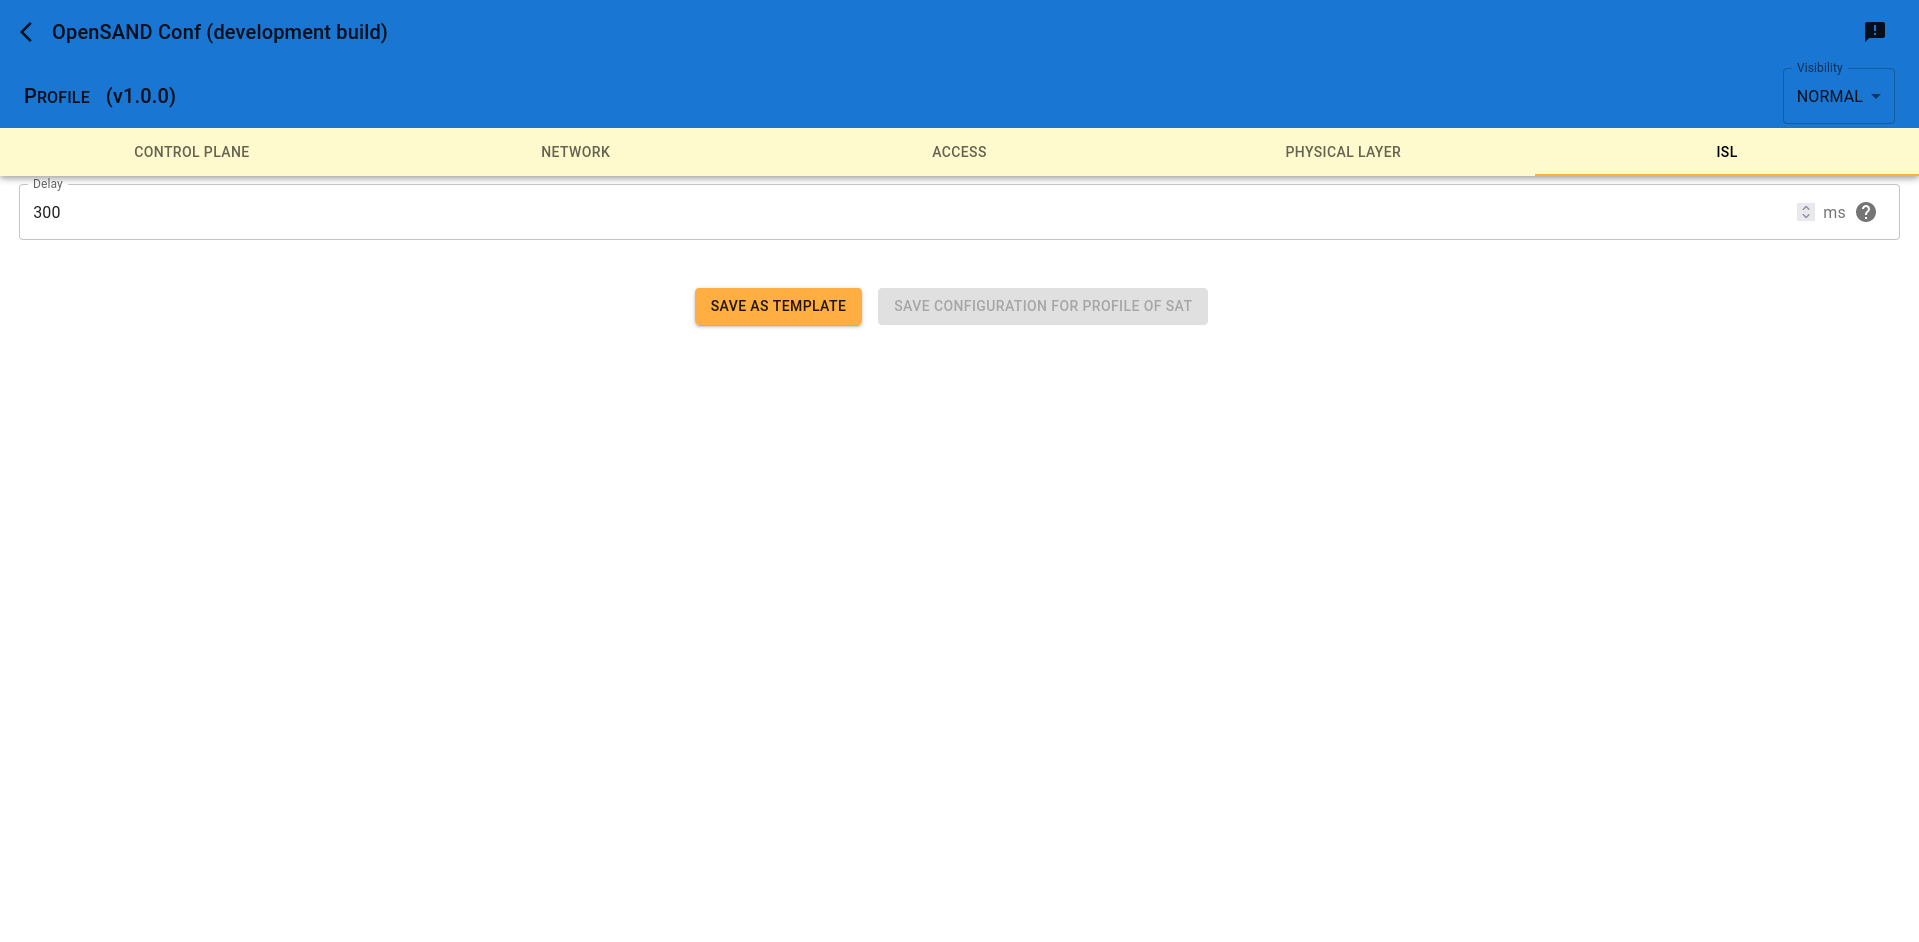 OpenSAND Conf (development build)
PROFILE (v1.0.0)
Visibility
NORMAL
CONTROL PLANE
NETWORK
ACCESS
PHYSICAL LAYER
ISL
Delay
300
ms
SAVE AS TEMPLATE
SAVE CONFIGURATION FOR PROFILE OF SAT